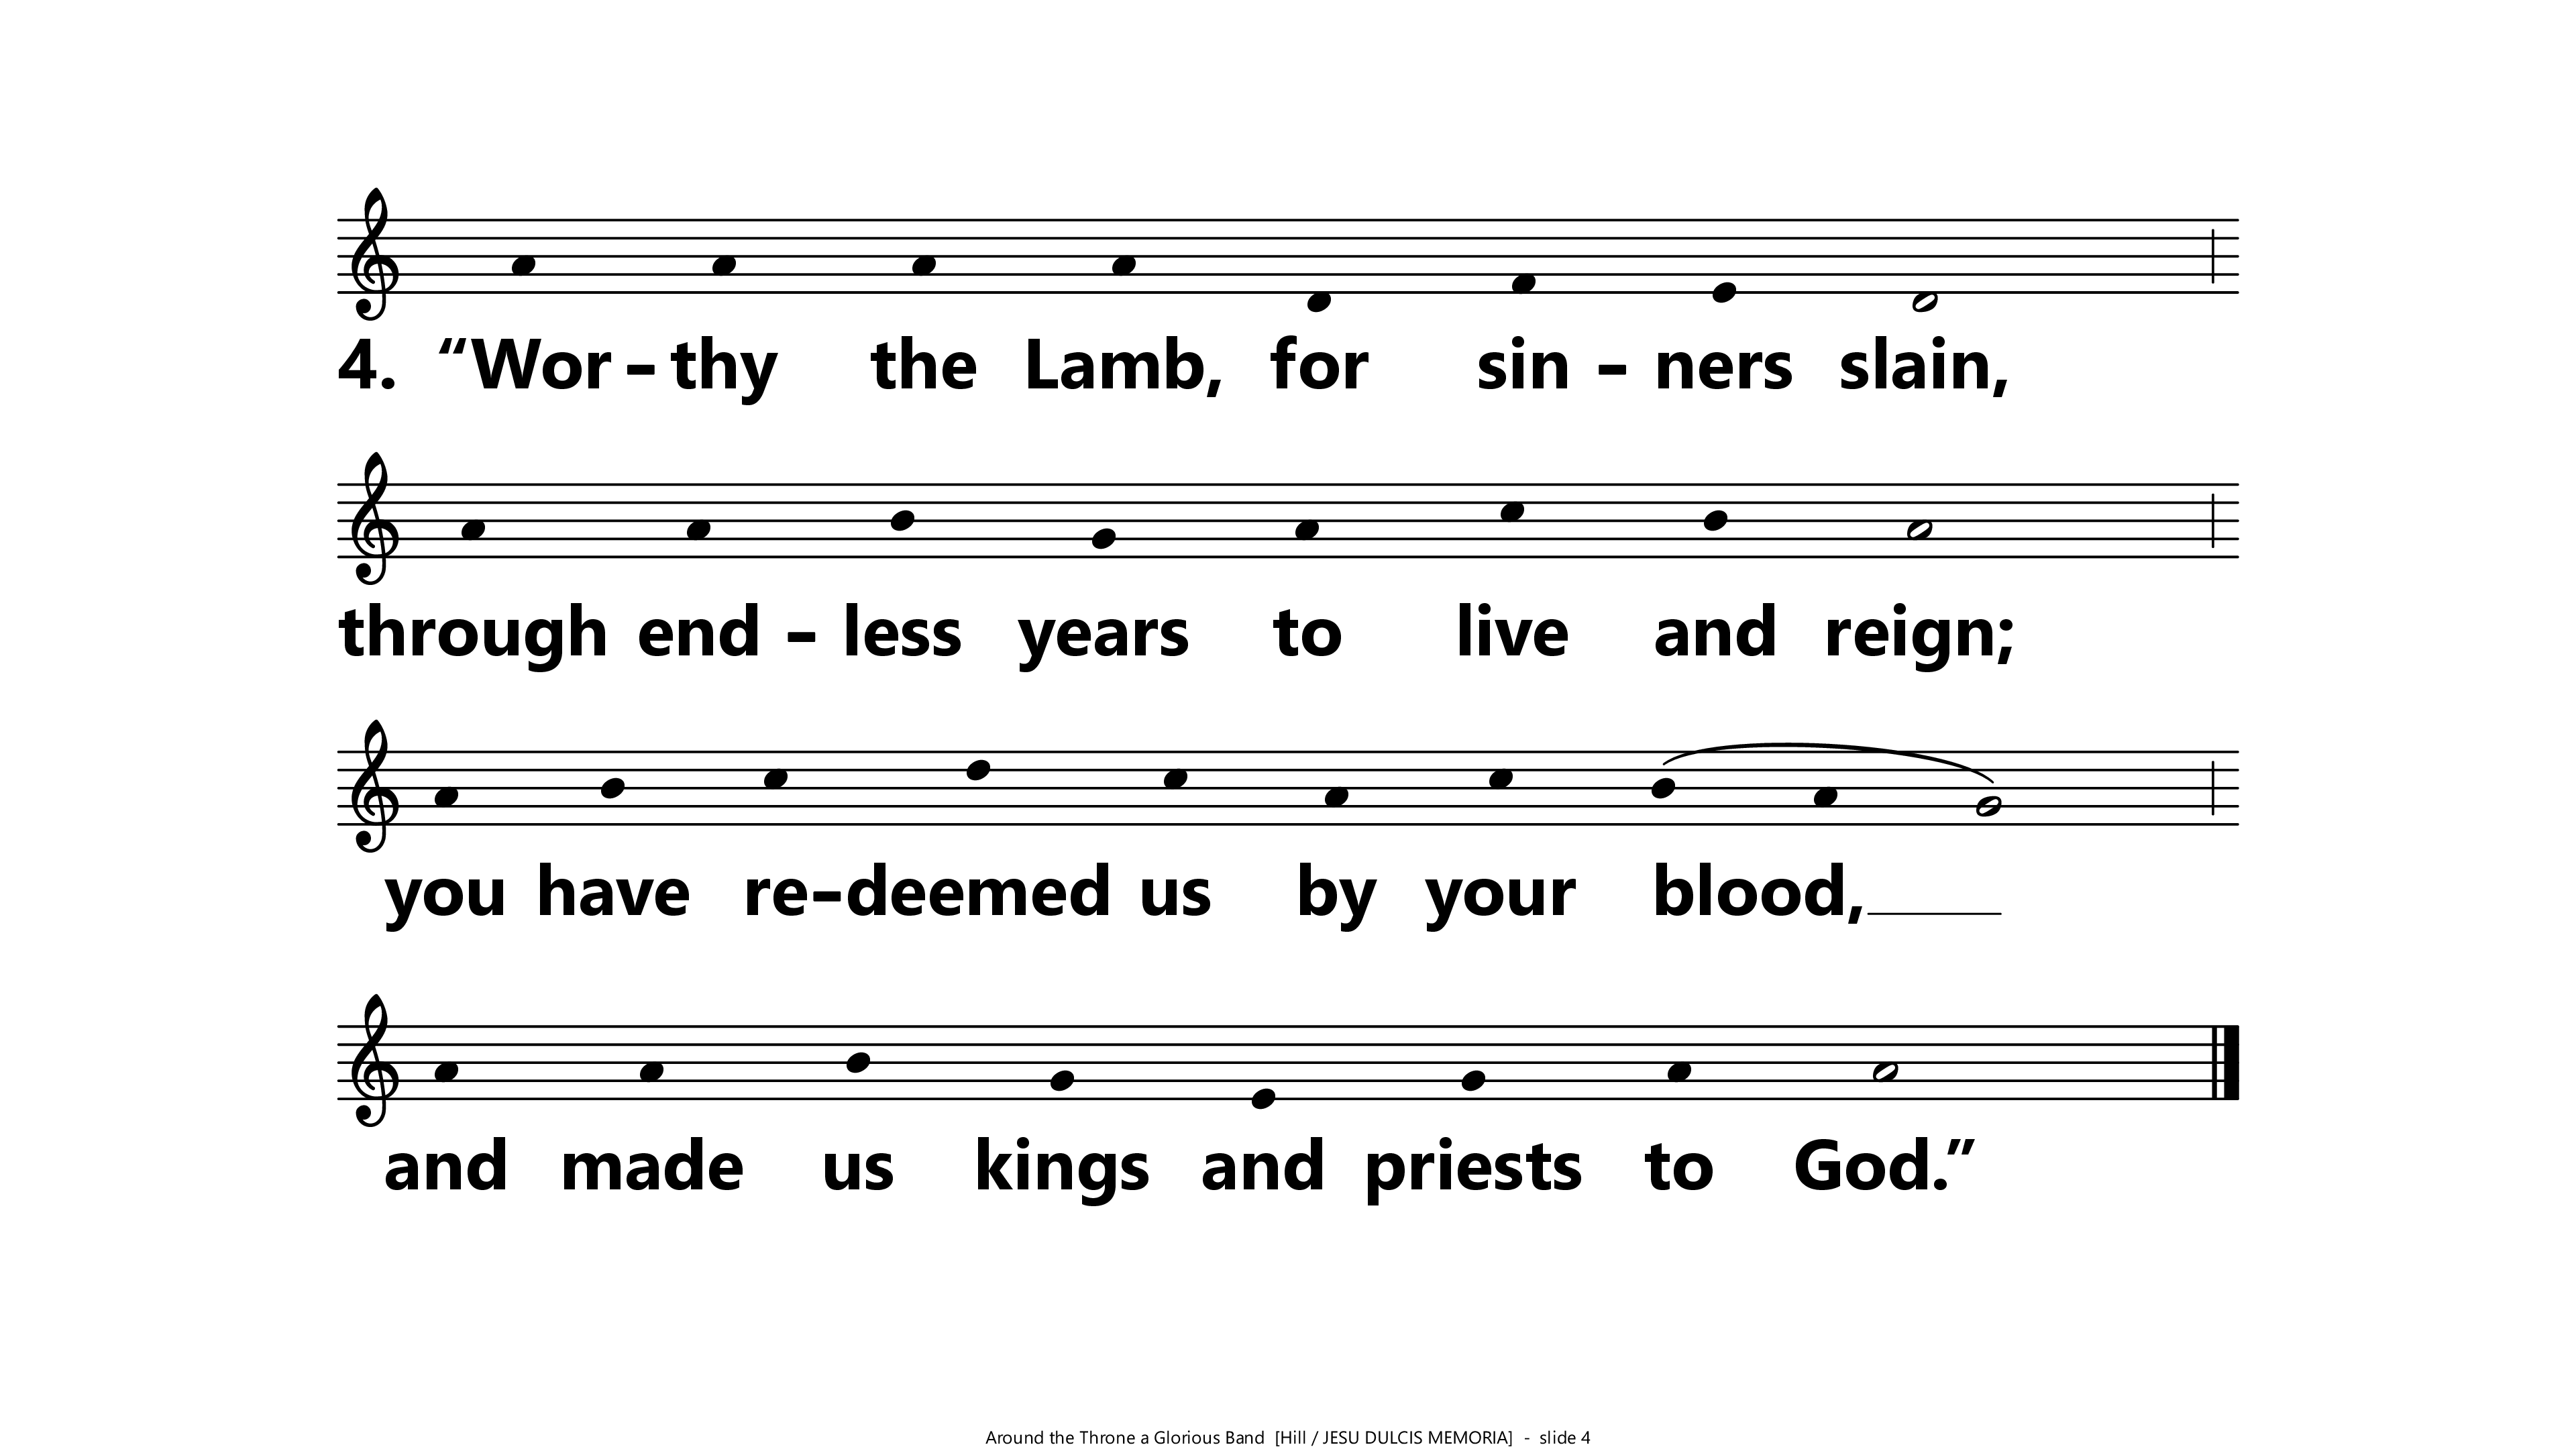 4. “Wor - thy the Lamb, for sin - ners slain,
through end - less years to live and reign;
you have re-deemed us by your blood,
and made us kings and priests to God.”
Around the Throne a Glorious Band [Hill / JESU DULCIS MEMORIA] - slide 4